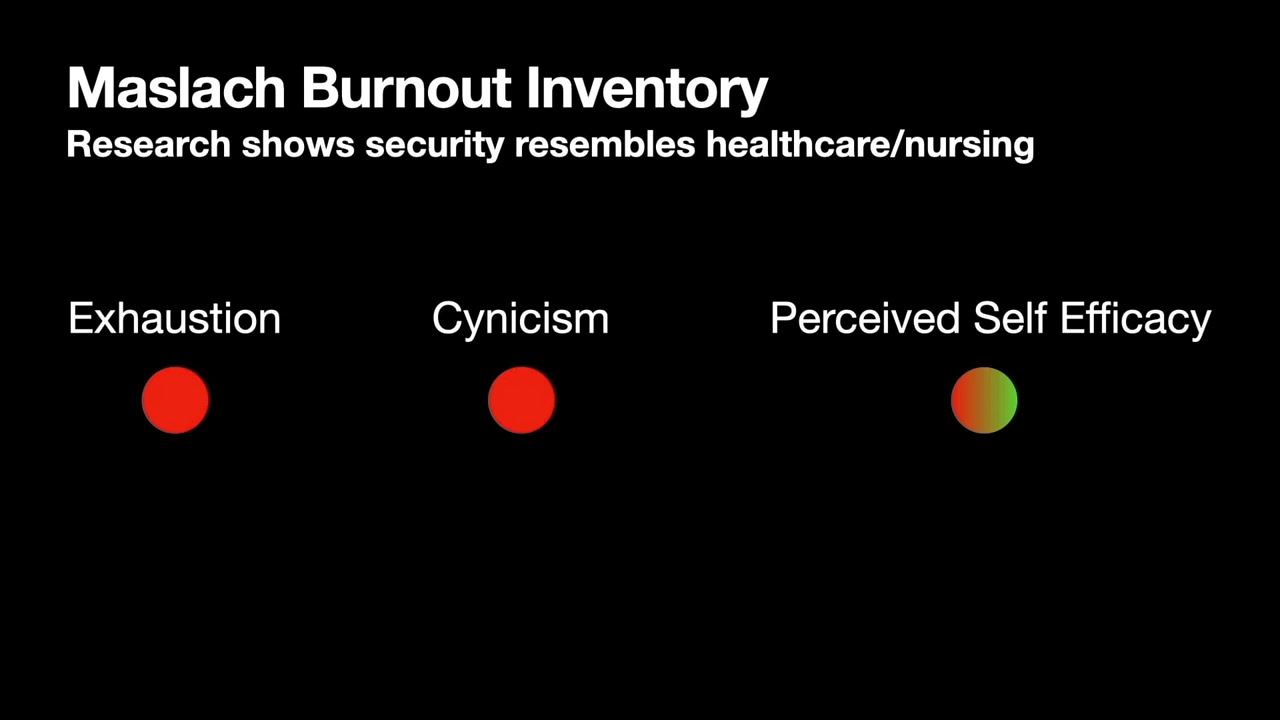 Maslach Burnout Inventory
Research shows security resembles healthcare/nursing
Exhaustion
Cynicism
Perceived Self Efficacy